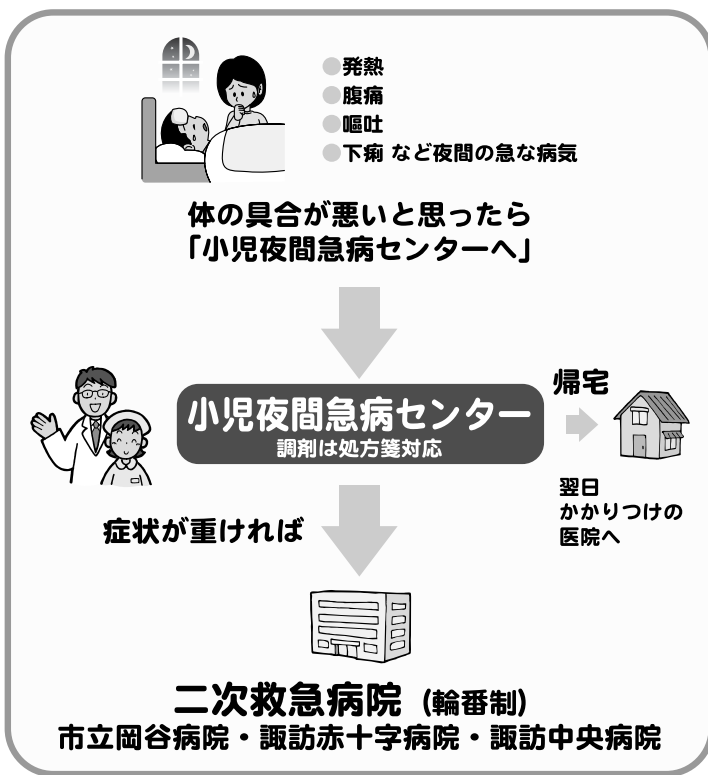 ●発熱
●腹痛
●嘔吐
●下痢 など夜間の急な病気
体の具合が悪いと思ったら
「小児夜間急病センターへ」
小児夜間急病センター
調剤は処方箋対応
帰宅
翌日
かかりつけの
医院へ
症状が重ければ
二次救急病院（輪番制）
市立岡谷病院・諏訪赤十字病院・諏訪中央病院